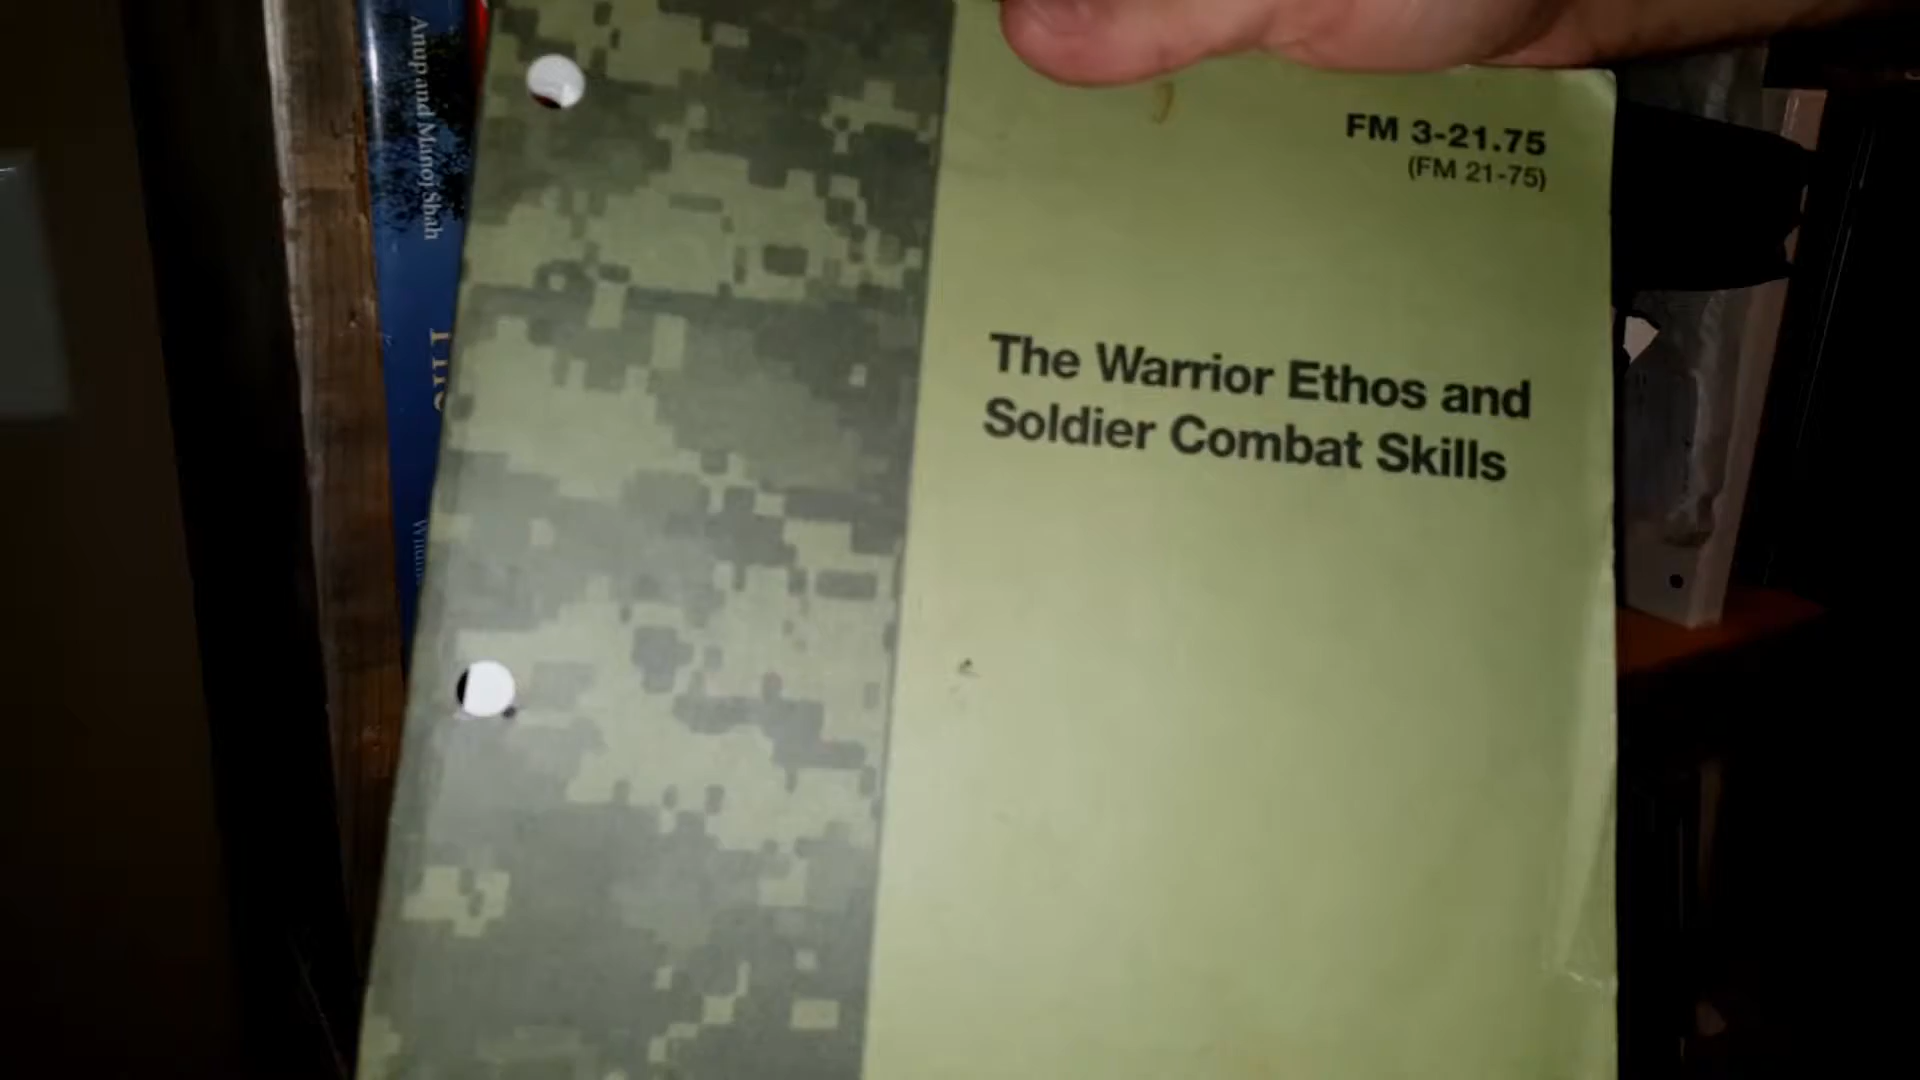 Anup and Manoj Shah
FM 3-21.75
(FM 21-75)
The Warrior Ethos and
Soldier Combat Skills